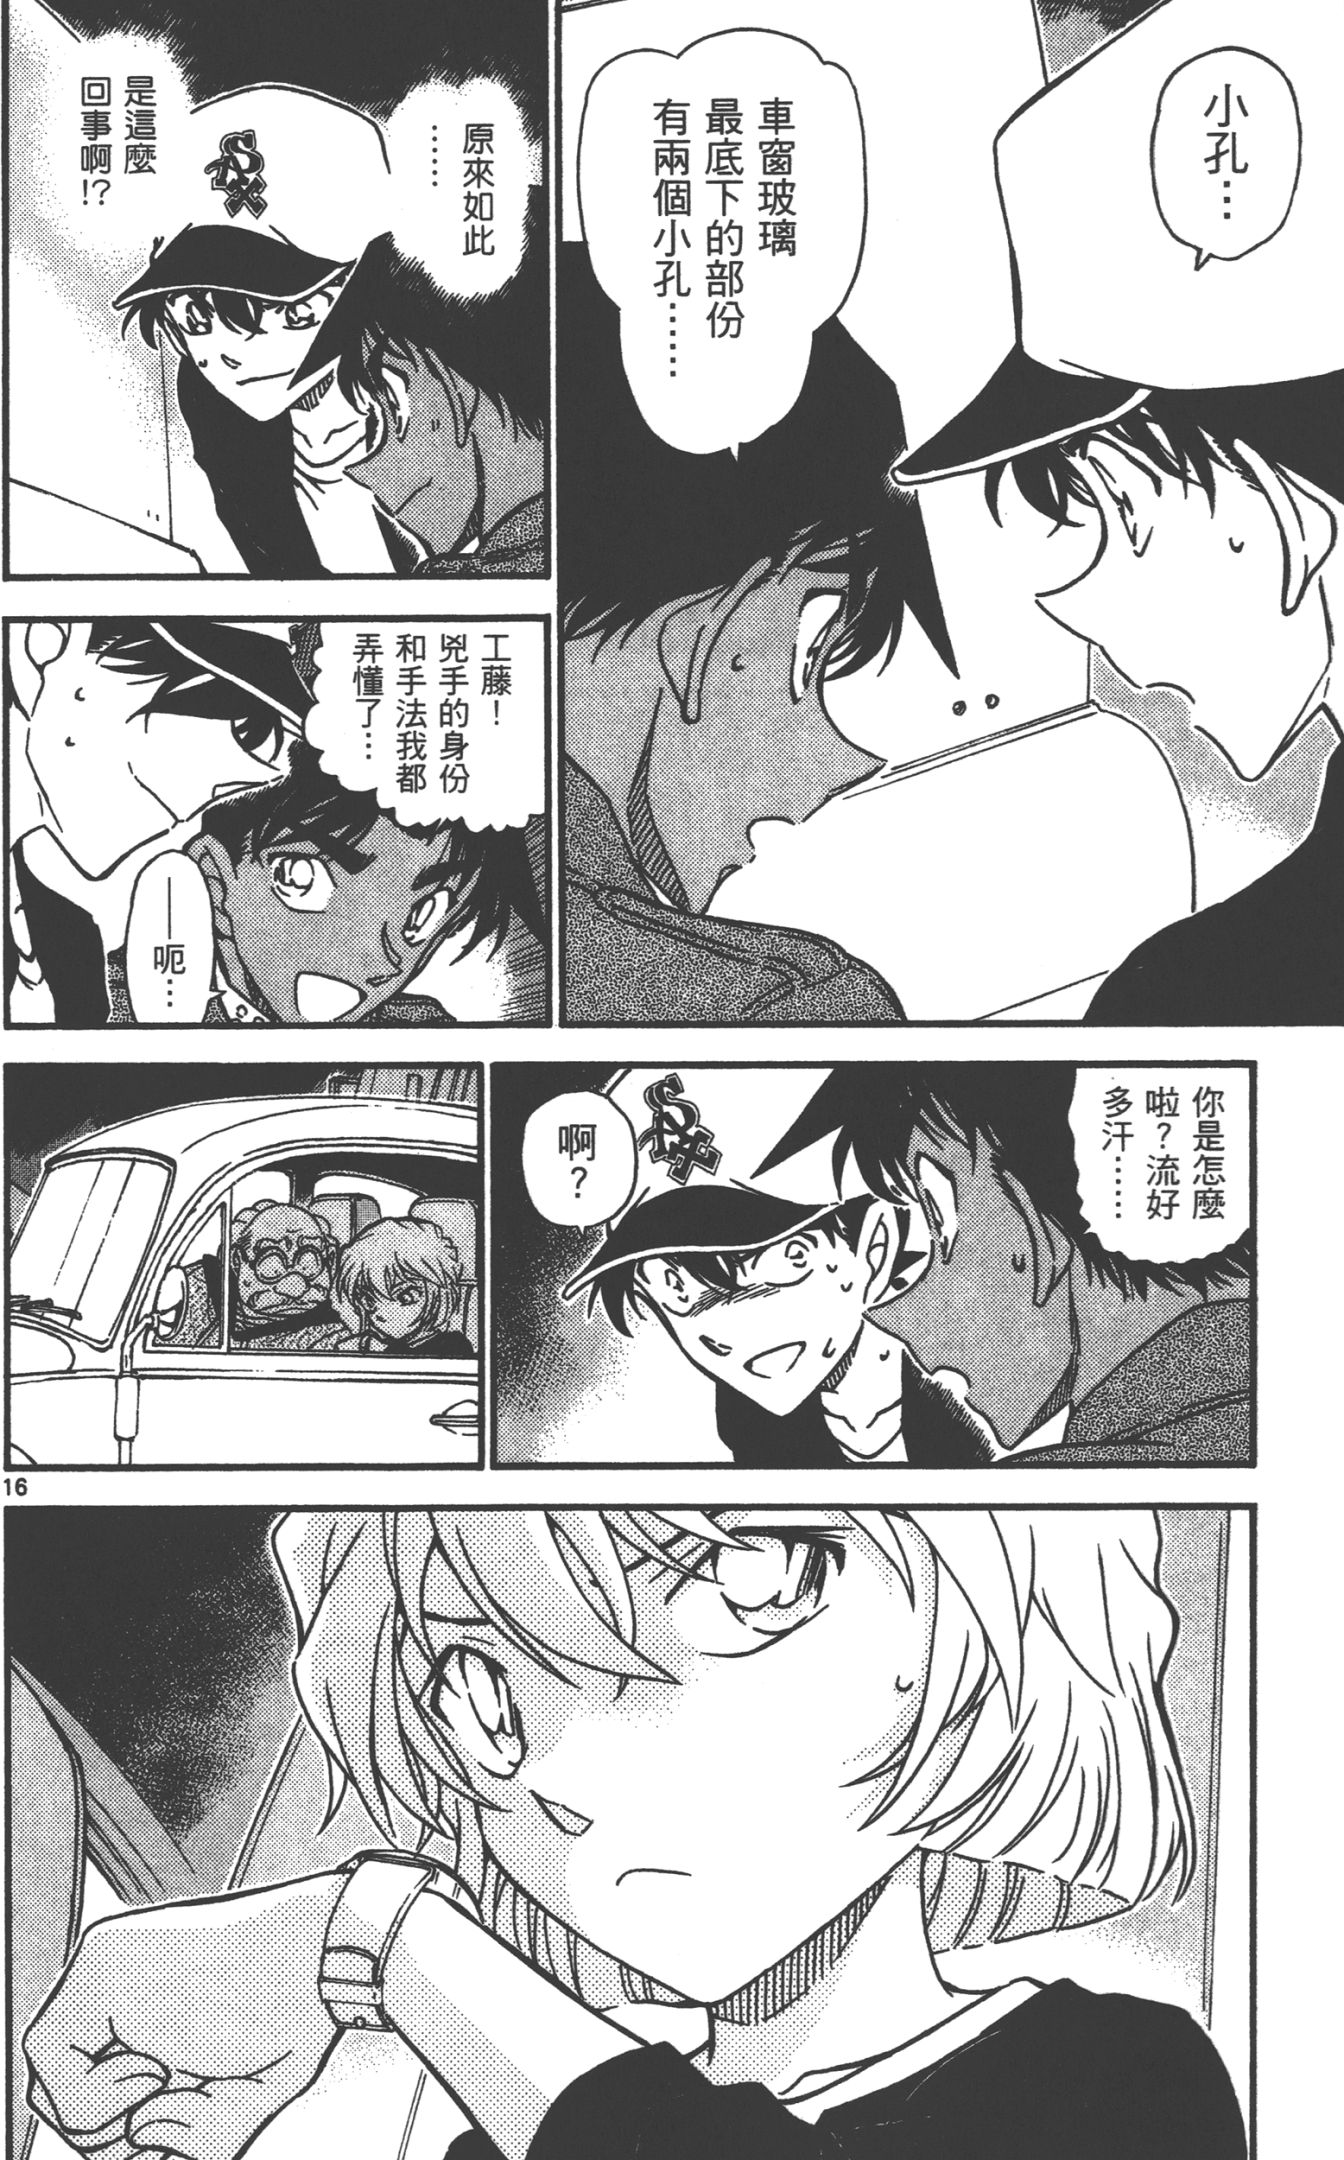 小孔…
車窗玻璃
最底下的部份
有兩個小孔……
原來如此
……
是這麼
回事啊!?
工藤！
兇手的身份
和手法我都
弄懂了…
——呃…
你是怎麼
啦？流好
多汗……
啊？
16